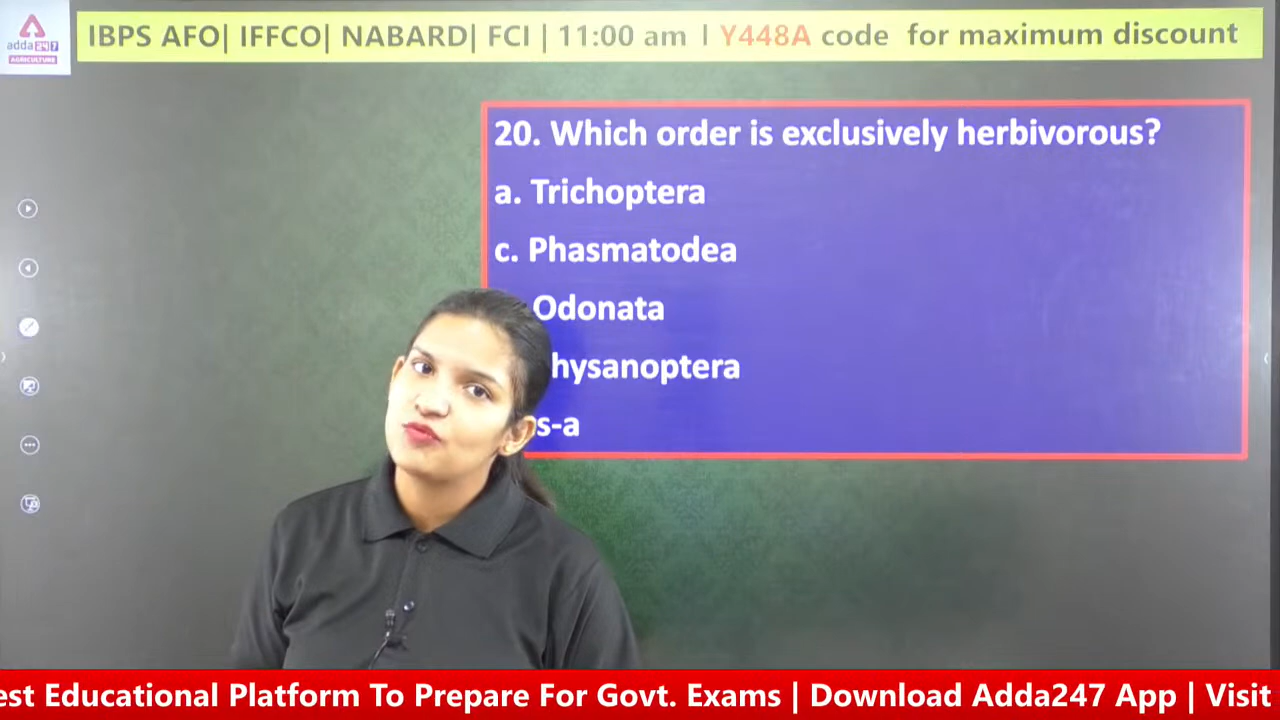 adda247
AGRICULTURE
IBPS AFO| IFFCO| NABARD| FCI | 11:00 am I Y448A code for maximum discount
20. Which order is exclusively herbivorous?
a. Trichoptera
c. Phasmatodea
Odonata
hysanoptera
s-a
est Educational Platform To Prepare For Govt. Exams | Download Adda247 App | Visit